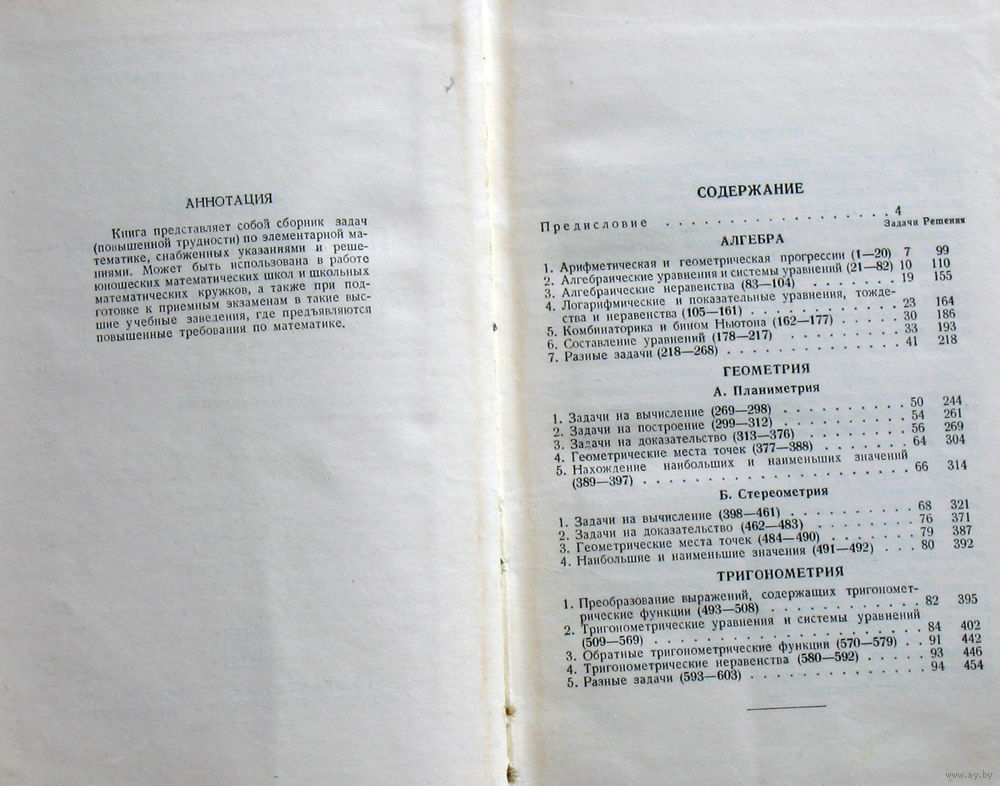 АННОТАЦИЯ
Книга представляет собой сборник задач
(повышенной трудности) по элементарной ма-
тематике, снабженных указаниями и реше-
ниями. Может быть использована в работе
юношеских математических школ и школьных
математических кружков, а также при под-
готовке к приемным экзаменам в такие выс-
шие учебные заведения, где предъявляются
повышенные требования по математике.
СОДЕРЖАНИЕ
Предисловие . . . . . . . . . . . . . . . . 4
Задачи Решения
АЛГЕБРА
1. Арифметическая и геометрическая прогрессии (1—20) 7 99
2. Алгебраические уравнения и системы уравнений (21—82) 10 110
3. Алгебраические неравенства (83—104) . . . . . . . 19 155
4. Логарифмические и показательные уравнения, тожде-
ства и неравенства (105—161) . . . . . . . . . . 23 164
5. Комбинаторика и бином Ньютона (162—177) . . . . . 30 186
6. Составление уравнений (178—217) . . . . . . . . 33 193
7. Разные задачи (218—268) . . . . . . . . . . . . 41 218
ГЕОМЕТРИЯ
А. Планиметрия
1. Задачи на вычисление (269—298) . . . . . . . . . 50 244
2. Задачи на построение (299—312) . . . . . . . . . 54 261
3. Задачи на доказательство (313—376) . . . . . . . 56 269
4. Геометрические места точек (377—388) . . . . . . 64 304
5. Нахождение наибольших и наименьших значений
(389—397) . . . . . . . . . . . . . . . . . 66 314
Б. Стереометрия
1. Задачи на вычисление (398—461) . . . . . . . . . 68 321
2. Задачи на доказательство (462—483) . . . . . . . 76 371
3. Геометрические места точек (484—490) . . . . . . 79 387
4. Наибольшие и наименьшие значения (491—492) . . . 80 392
ТРИГОНОМЕТРИЯ
1. Преобразование выражений, содержащих тригономет-
рические функции (493—508) . . . . . . . . . . . 82 395
2. Тригонометрические уравнения и системы уравнений
(509—569) . . . . . . . . . . . . . . . . . 84 402
3. Обратные тригонометрические функции (570—579) . . 91 442
4. Тригонометрические неравенства (580—592) . . . . . 93 446
5. Разные задачи (593—603) . . . . . . . . . . . . 94 454
www.ay.by